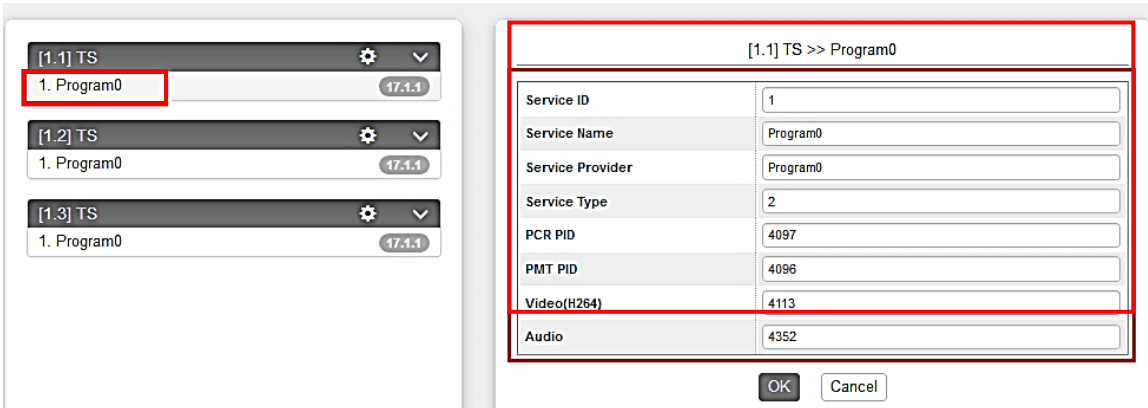 [1.1] TS
1. Program0 17.1.1
[1.2] TS
1. Program0 17.1.1
[1.3] TS
1. Program0 17.1.1
[1.1] TS >> Program0
Service ID 1
Service Name Program0
Service Provider Program0
Service Type 2
PCR PID 4097
PMT PID 4096
Video(H264) 4113
Audio 4352
OK Cancel